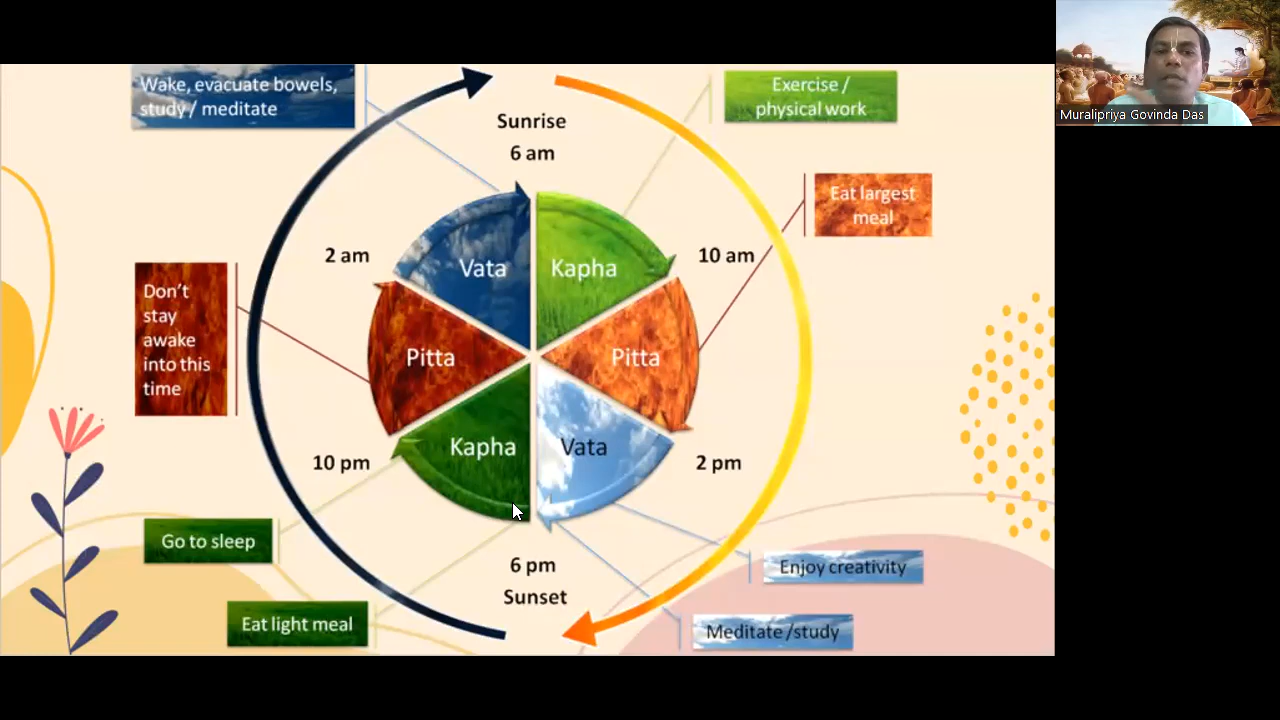 Wake, evacuate bowels,
study / meditate
Exercise /
physical work
Sunrise
6 am
Eat largest
meal
2 am
10 am
Vata
Kapha
Don't
stay
awake
into this
time
Pitta
Pitta
Kapha
Vata
10 pm
2 pm
Go to sleep
6 pm
Sunset
Enjoy creativity
Eat light meal
Meditate /study
Muralipriya Govinda Das